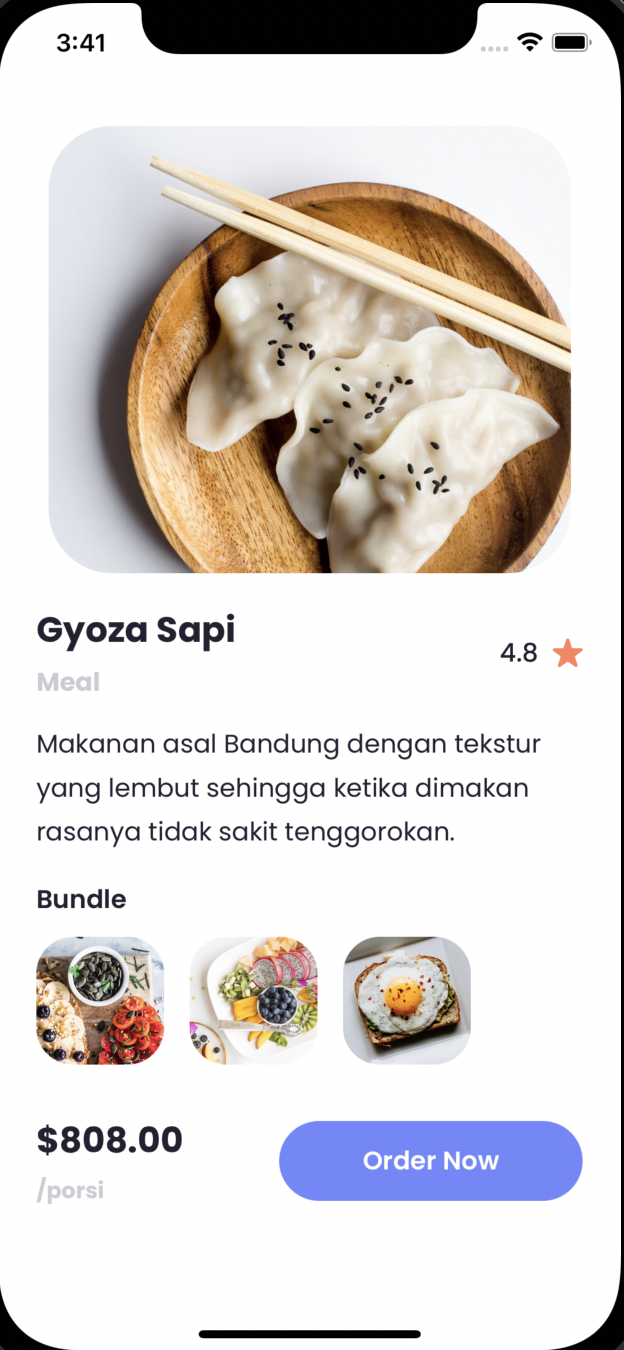 3:41
Gyoza Sapi
4.8
Meal
Makanan asal Bandung dengan tekstur
yang lembut sehingga ketika dimakan
rasanya tidak sakit tenggorokan.
Bundle
$808.00
Order Now
/porsi